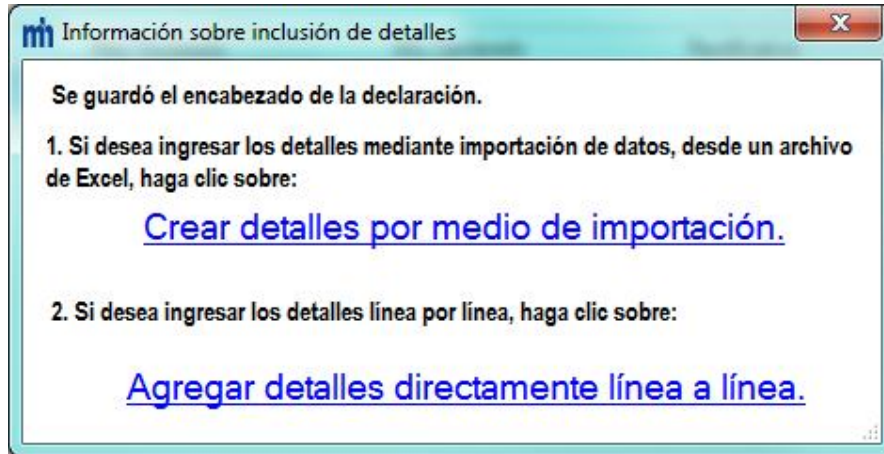 mh Información sobre inclusión de detalles
Se guardó el encabezado de la declaración.
1. Si desea ingresar los detalles mediante importación de datos, desde un archivo
de Excel, haga clic sobre:
Crear detalles por medio de importación.
2. Si desea ingresar los detalles línea por línea, haga clic sobre:
Agregar detalles directamente línea a línea.